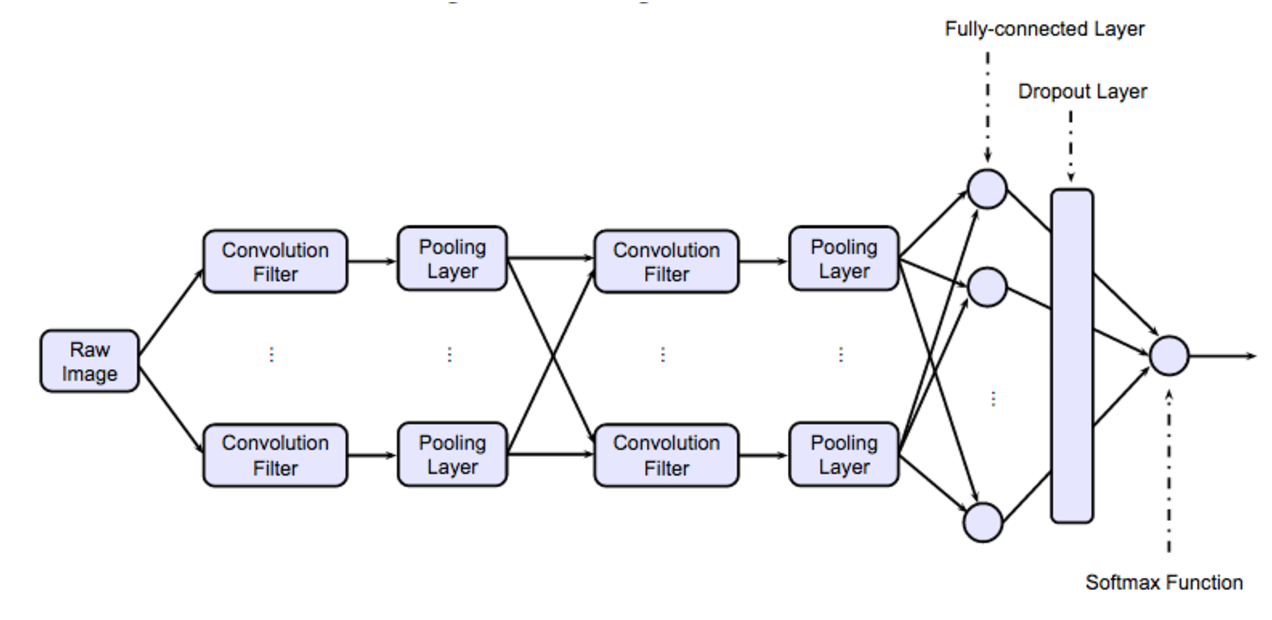 Fully-connected Layer
Dropout Layer
Convolution
Filter
Pooling
Layer
Convolution
Filter
Pooling
Layer
Raw
Image
Convolution
Filter
Pooling
Layer
Convolution
Filter
Pooling
Layer
Softmax Function